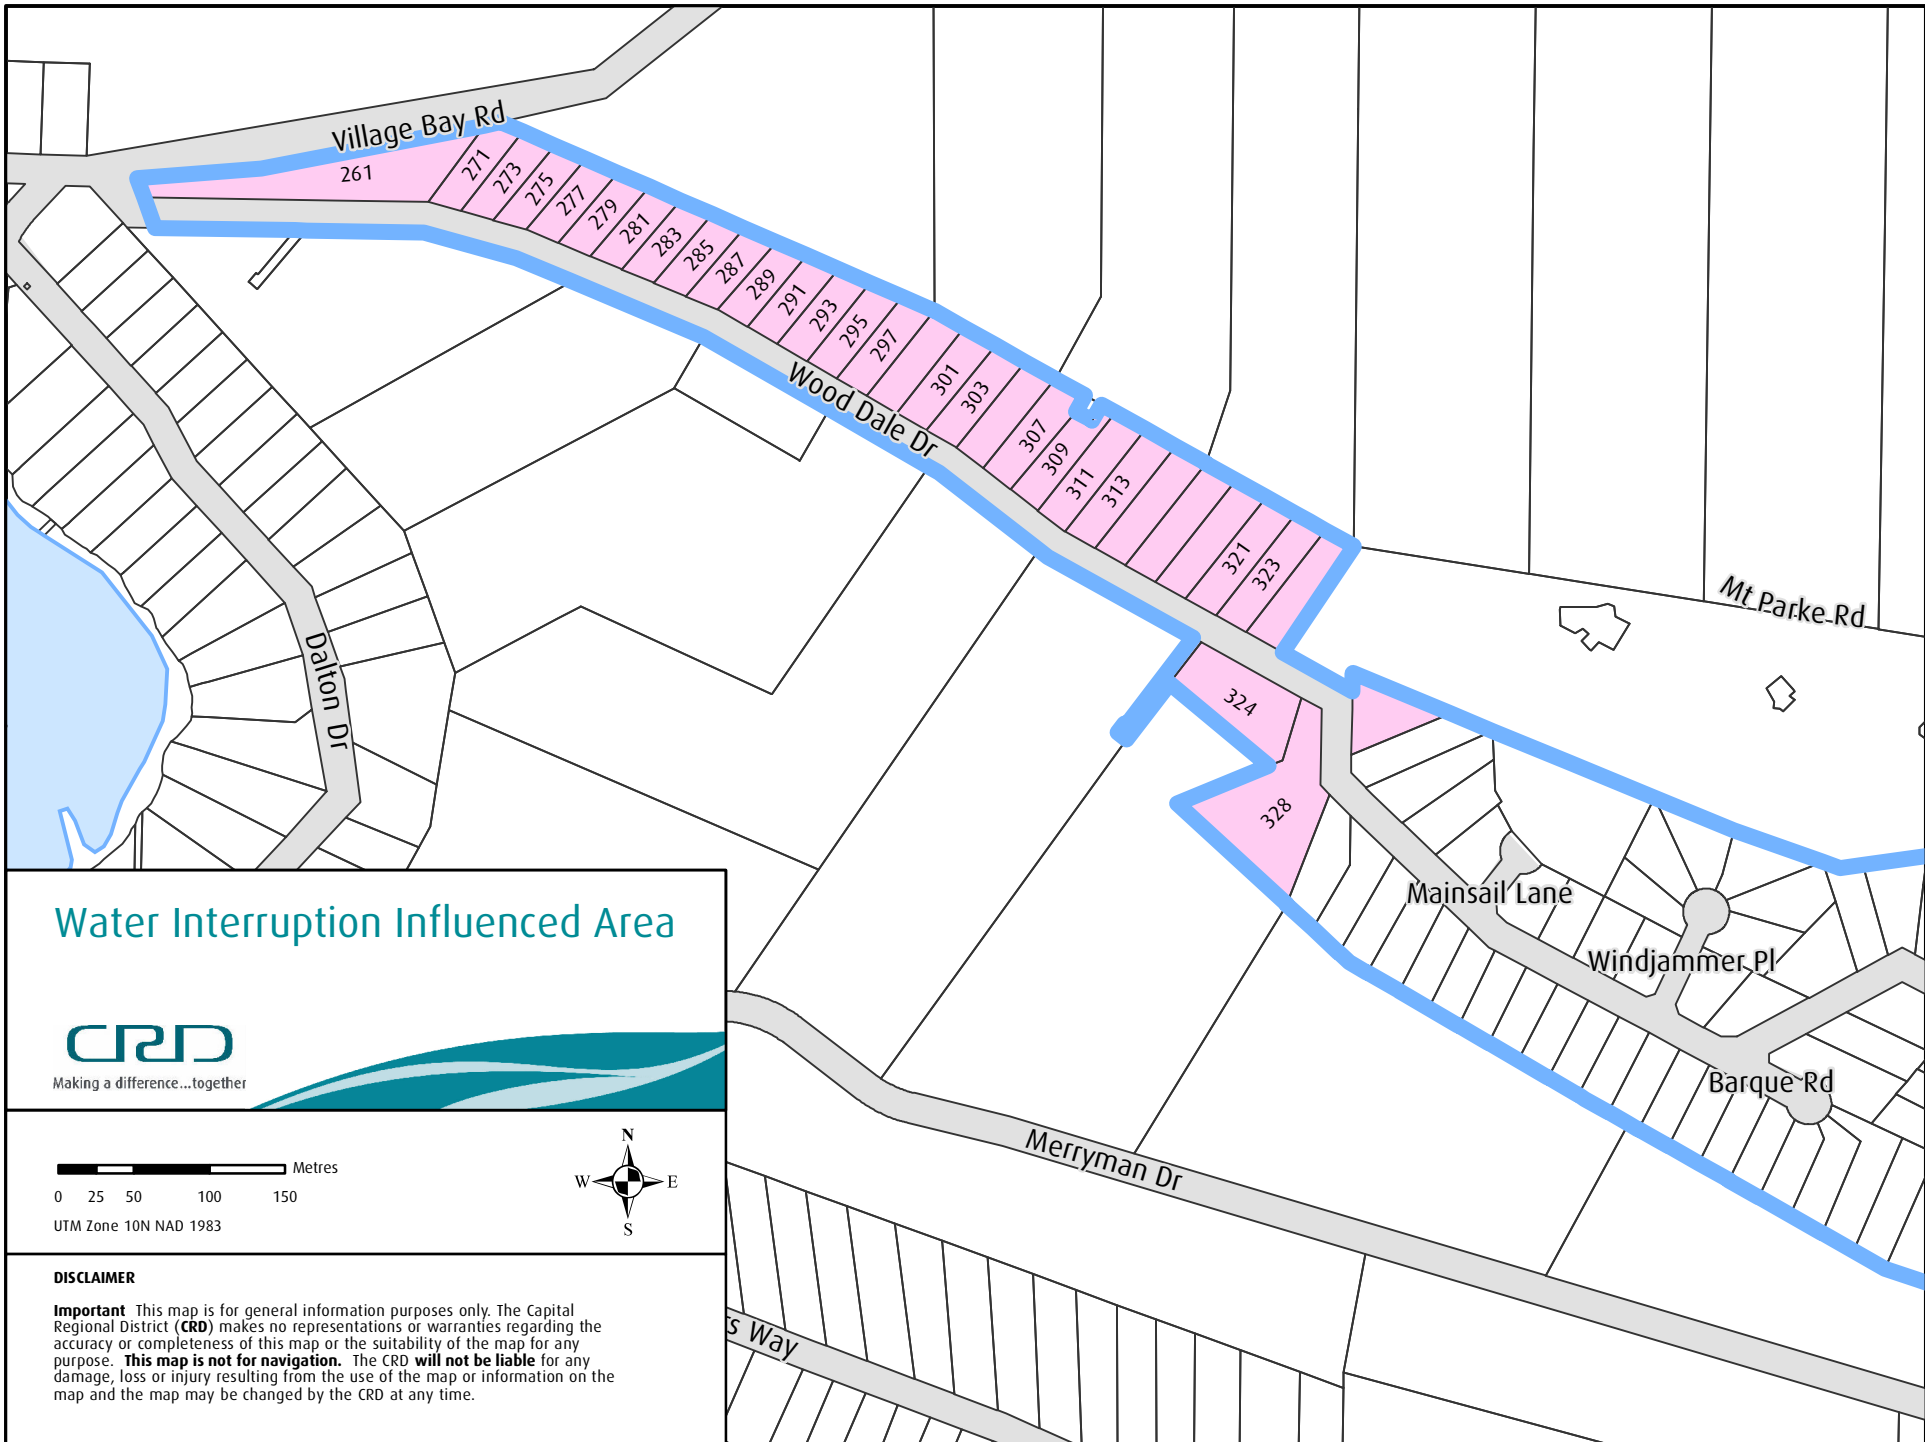 Village Bay Rd
261
271
273
275
277
279
281
283
285
287
289
291
293
295
297
301
303
307
309
311
313
321
323
324
328
Wood Dale Dr
Mt Parke Rd
Dalton Dr
Mainsail Lane
Windjammer Pl
Barque Rd
Merryman Dr
s Way
Water Interruption Influenced Area
CRD
Making a difference...together
Metres
0 25 50 100 150
UTM Zone 10N NAD 1983
N
W E
S
DISCLAIMER
Important This map is for general information purposes only. The Capital
Regional District (CRD) makes no representations or warranties regarding the
accuracy or completeness of this map or the suitability of the map for any
purpose. This map is not for navigation. The CRD will not be liable for any
damage, loss or injury resulting from the use of the map or information on the
map and the map may be changed by the CRD at any time.